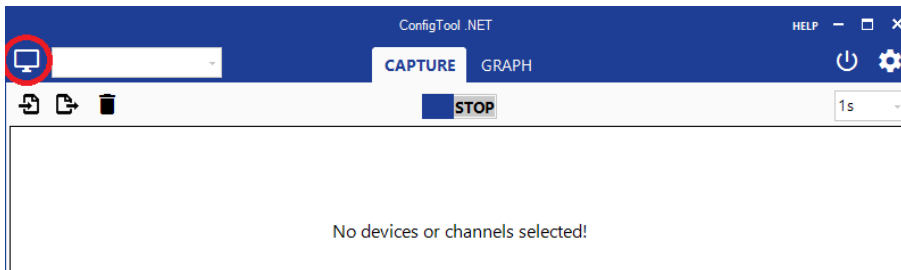 ConfigTool .NET
HELP
CAPTURE GRAPH
STOP
1s
No devices or channels selected!